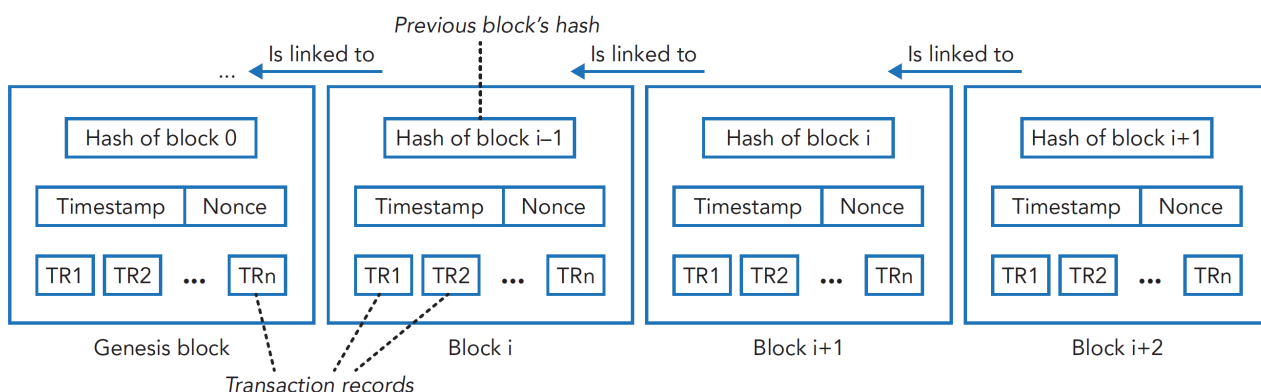 Previous block's hash
... Is linked to Is linked to Is linked to
Hash of block 0 Hash of block i–1 Hash of block i Hash of block i+1
Timestamp Nonce Timestamp Nonce Timestamp Nonce Timestamp Nonce
TR1 TR2 ... TRn TR1 TR2 ... TRn TR1 TR2 ... TRn TR1 TR2 ... TRn
Genesis block Block i Block i+1 Block i+2
Transaction records